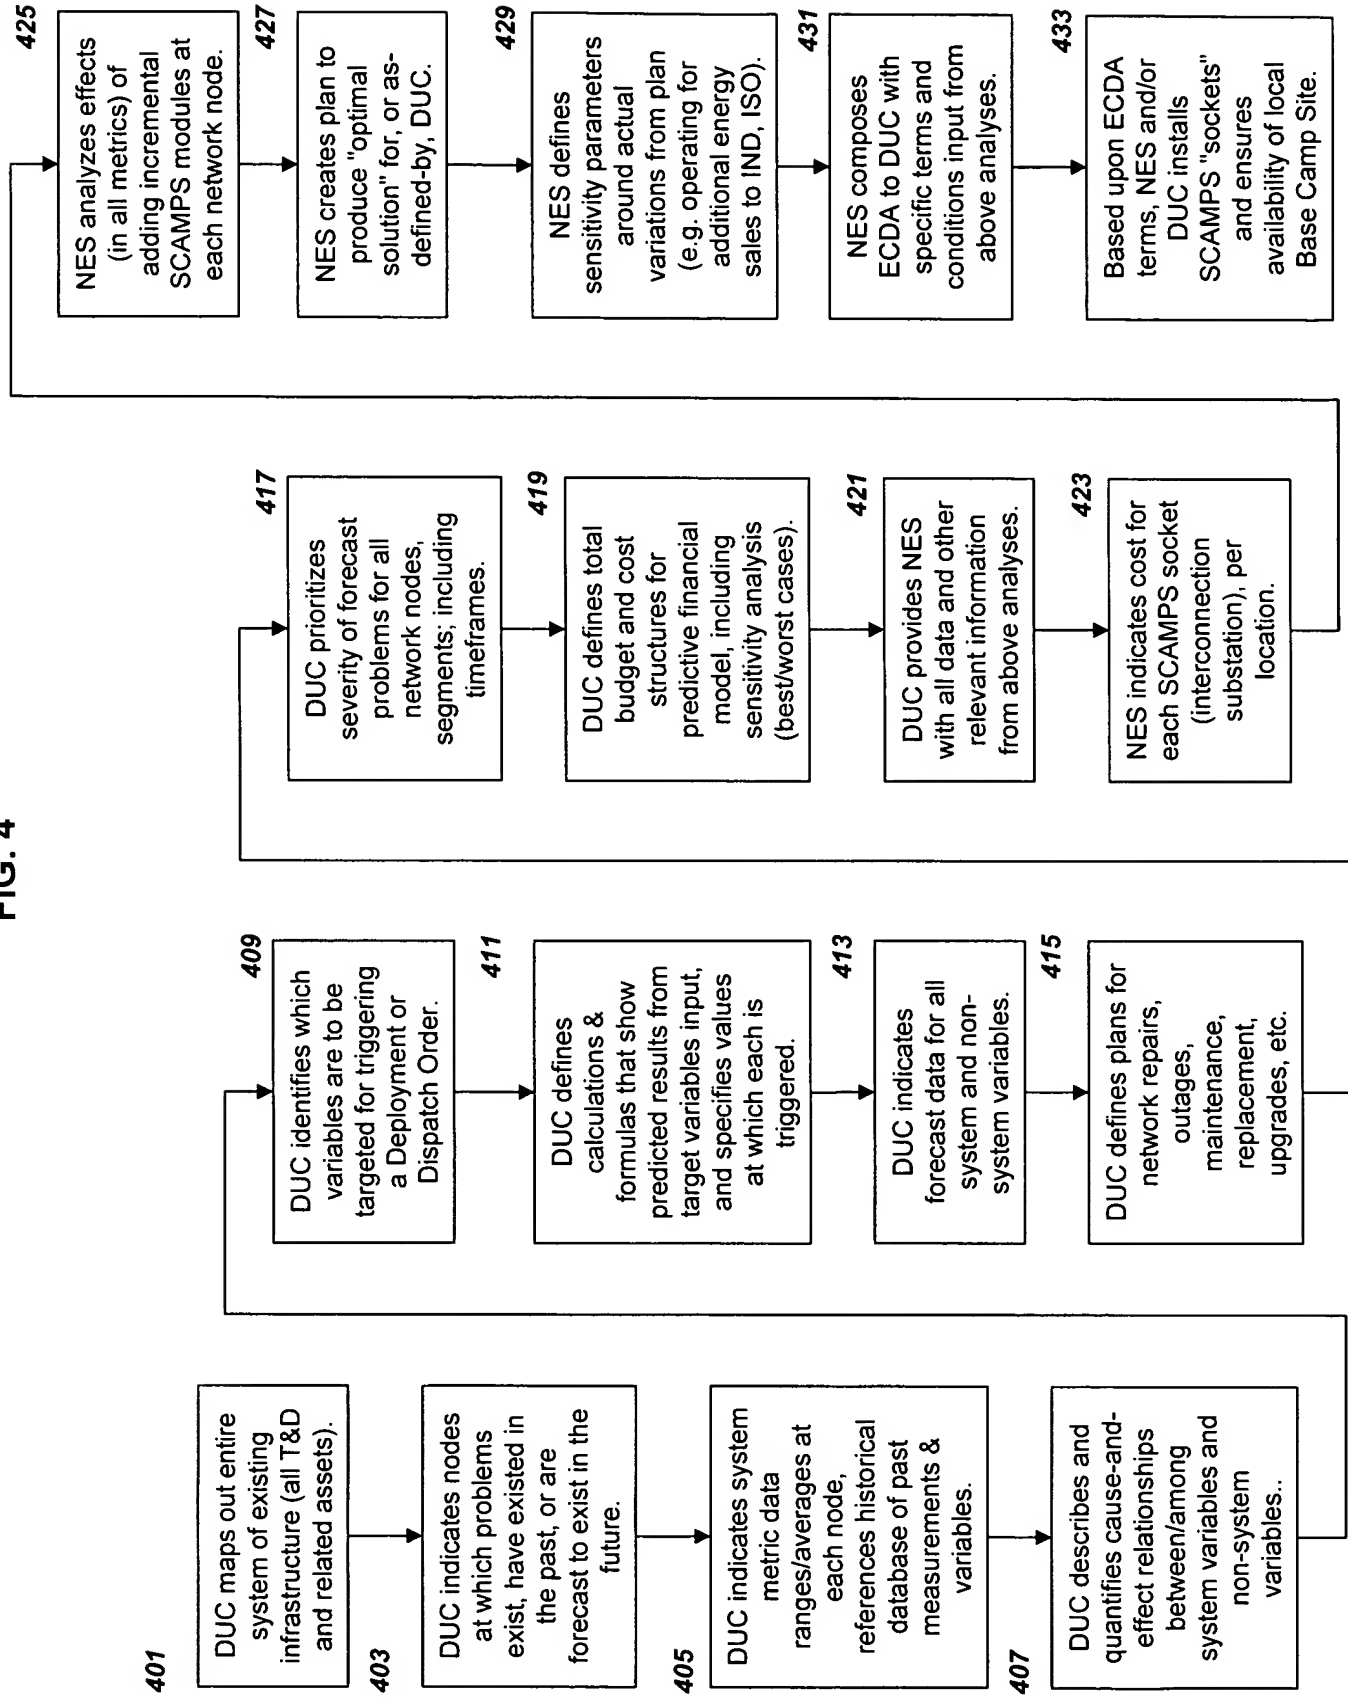 FIG. 4
401
DUC maps out entire
system of existing
infrastructure (all T&D
and related assets).
403
DUC indicates nodes
at which problems
exist, have existed in
the past, or are
forecast to exist in the
future.
405
DUC indicates system
metric data
ranges/averages at
each node,
references historical
database of past
measurements &
variables.
407
DUC describes and
quantifies cause-and-
effect relationships
between/among
system variables and
non-system
variables..
409
DUC identifies which
variables are to be
targeted for triggering
a Deployment or
Dispatch Order.
411
DUC defines
calculations &
formulas that show
predicted results from
target variables input,
and specifies values
at which each is
triggered.
413
DUC indicates
forecast data for all
system and non-
system variables.
415
DUC defines plans for
network repairs,
outages,
maintenance,
replacement,
upgrades, etc.
417
DUC prioritizes
severity of forecast
problems for all
network nodes,
segments; including
timeframes.
419
DUC defines total
budget and cost
structures for
predictive financial
model, including
sensitivity analysis
(best/worst cases).
421
DUC provides NES
with all data and other
relevant information
from above analyses.
423
NES indicates cost for
each SCAMPS socket
(interconnection
substation), per
location.
425
NES analyzes effects
(in all metrics) of
adding incremental
SCAMPS modules at
each network node.
427
NES creates plan to
produce "optimal
solution" for, or as-
defined-by, DUC.
429
NES defines
sensitivity parameters
around actual
variations from plan
(e.g. operating for
additional energy
sales to IND, ISO).
431
NES composes
ECDA to DUC with
specific terms and
conditions input from
above analyses.
433
Based upon ECDA
terms, NES and/or
DUC installs
SCAMPS "sockets"
and ensures
availability of local
Base Camp Site.